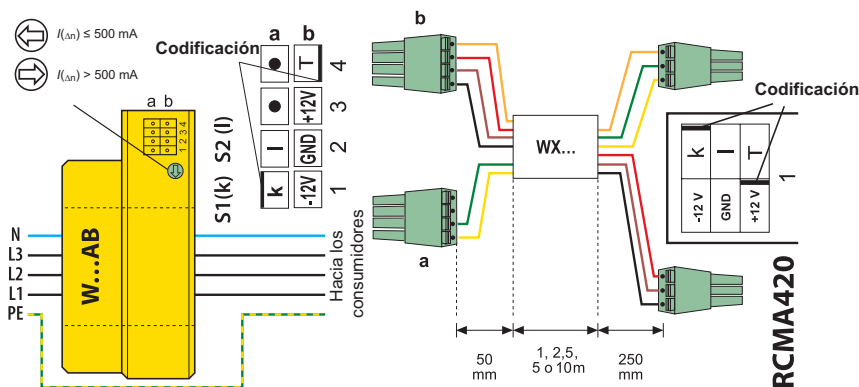 I(Δn) ≤ 500 mA
I(Δn) > 500 mA
a b
1 2 3 4
W...AB
N
L3
L2
L1
PE
Codificación
a b
T 4
+12V 3
l GND 2
k -12V 1
S1(k) S2 (l)
Hacia los
consumidores
b
a
WX...
50
mm
1, 2,5,
5 o 10m
250
mm
Codificación
k l T
-12 V GND +12 V
1
RCMA420